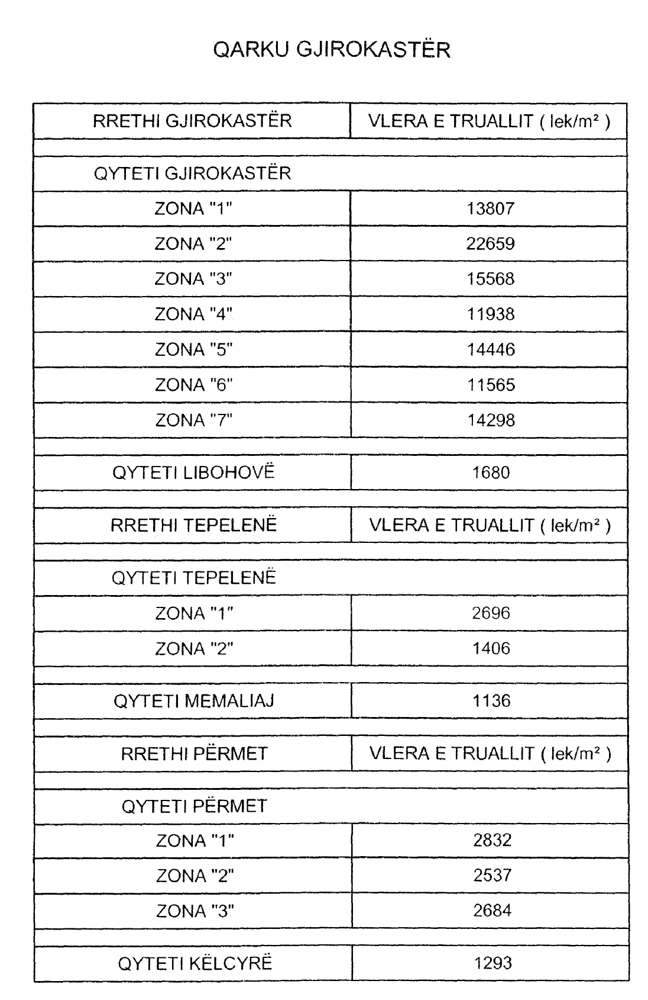 QARKU GJIROKASTËR
RRETHI GJIROKASTËR VLERA E TRUALLIT ( lek/m² )
QYTETI GJIROKASTËR
ZONA "1" 13807
ZONA "2" 22659
ZONA "3" 15568
ZONA "4" 11938
ZONA "5" 14446
ZONA "6" 11565
ZONA "7" 14298
QYTETI LIBOHOVË 1680
RRETHI TEPELENË VLERA E TRUALLIT ( lek/m² )
QYTETI TEPELENË
ZONA "1" 2696
ZONA "2" 1406
QYTETI MEMALIAJ 1136
RRETHI PËRMET VLERA E TRUALLIT ( lek/m² )
QYTETI PËRMET
ZONA "1" 2832
ZONA "2" 2537
ZONA "3" 2684
QYTETI KËLCYRË 1293